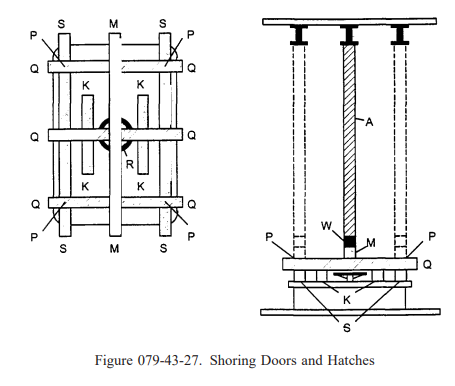 S M S
P P
Q Q
K K
Q Q
R
K K
Q Q
P P
S M S
A
W
M
P P
Q
K
S
Figure 079-43-27. Shoring Doors and Hatches